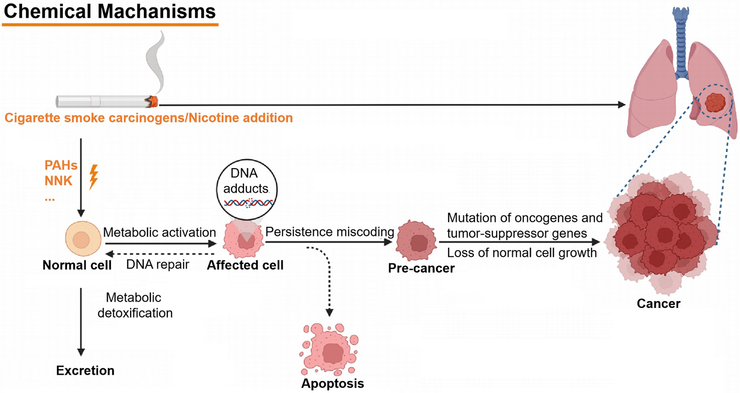 Chemical Machanisms
Cigarette smoke carcinogens/Nicotine addition
PAHs
NNK
...
DNA
adducts
Metabolic activation
DNA repair
Normal cell
Affected cell
Persistence miscoding
Pre-cancer
Mutation of oncogenes and
tumor-suppressor genes
Loss of normal cell growth
Cancer
Metabolic
detoxification
Excretion
Apoptosis